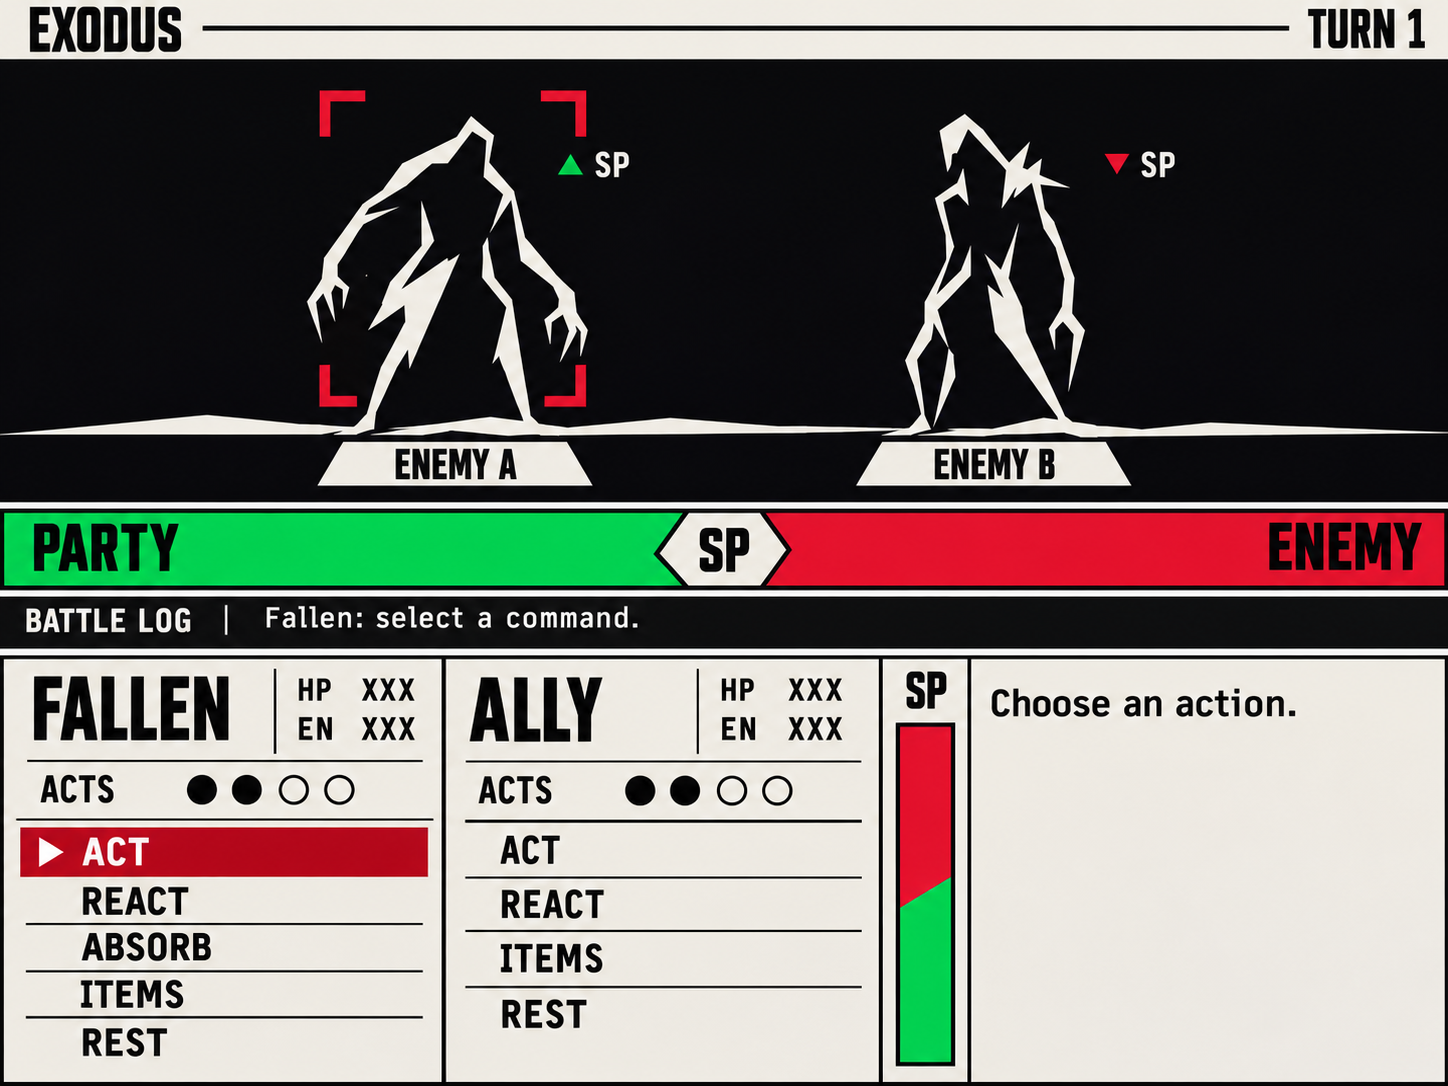 EXODUS
TURN 1
▲ SP
▼ SP
ENEMY A
ENEMY B
PARTY
SP
ENEMY
BATTLE LOG | Fallen: select a command.
FALLEN
HP XXX
EN XXX
ACTS
ACT
REACT
ABSORB
ITEMS
REST
ALLY
HP XXX
EN XXX
ACTS
ACT
REACT
ITEMS
REST
SP
Choose an action.